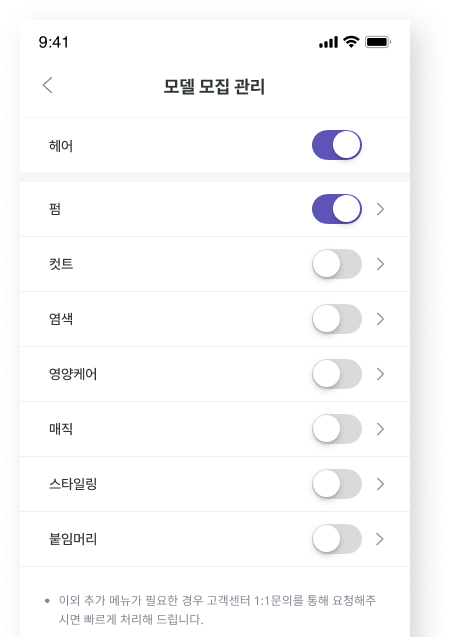 9:41
모델 모집 관리
헤어
펌
컷트
염색
영양케어
매직
스타일링
붙임머리
• 이외 추가 메뉴가 필요한 경우 고객센터 1:1문의를 통해 요청해주
시면 빠르게 처리해 드립니다.